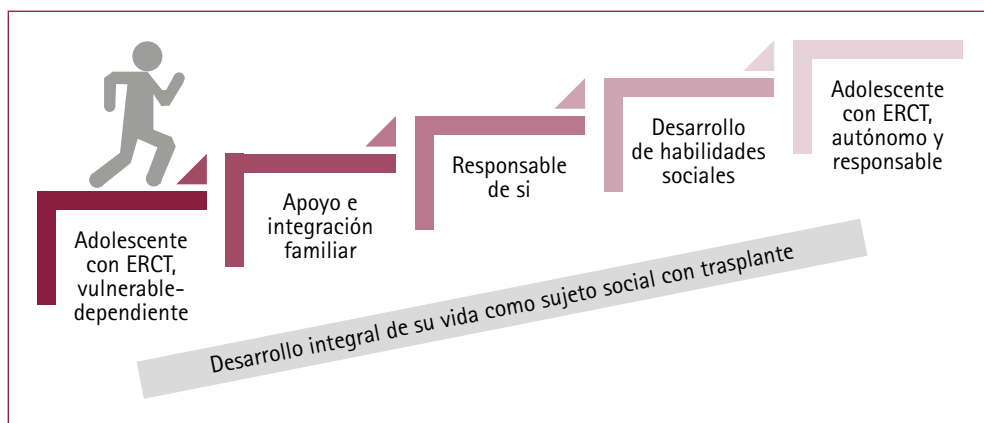 Adolescente
con ERCT,
vulnerable-
dependiente
Apoyo e
integración
familiar
Responsable
de si
Desarrollo
de habilidades
sociales
Adolescente
con ERCT,
autónomo y
responsable
Desarrollo integral de su vida como sujeto social con trasplante